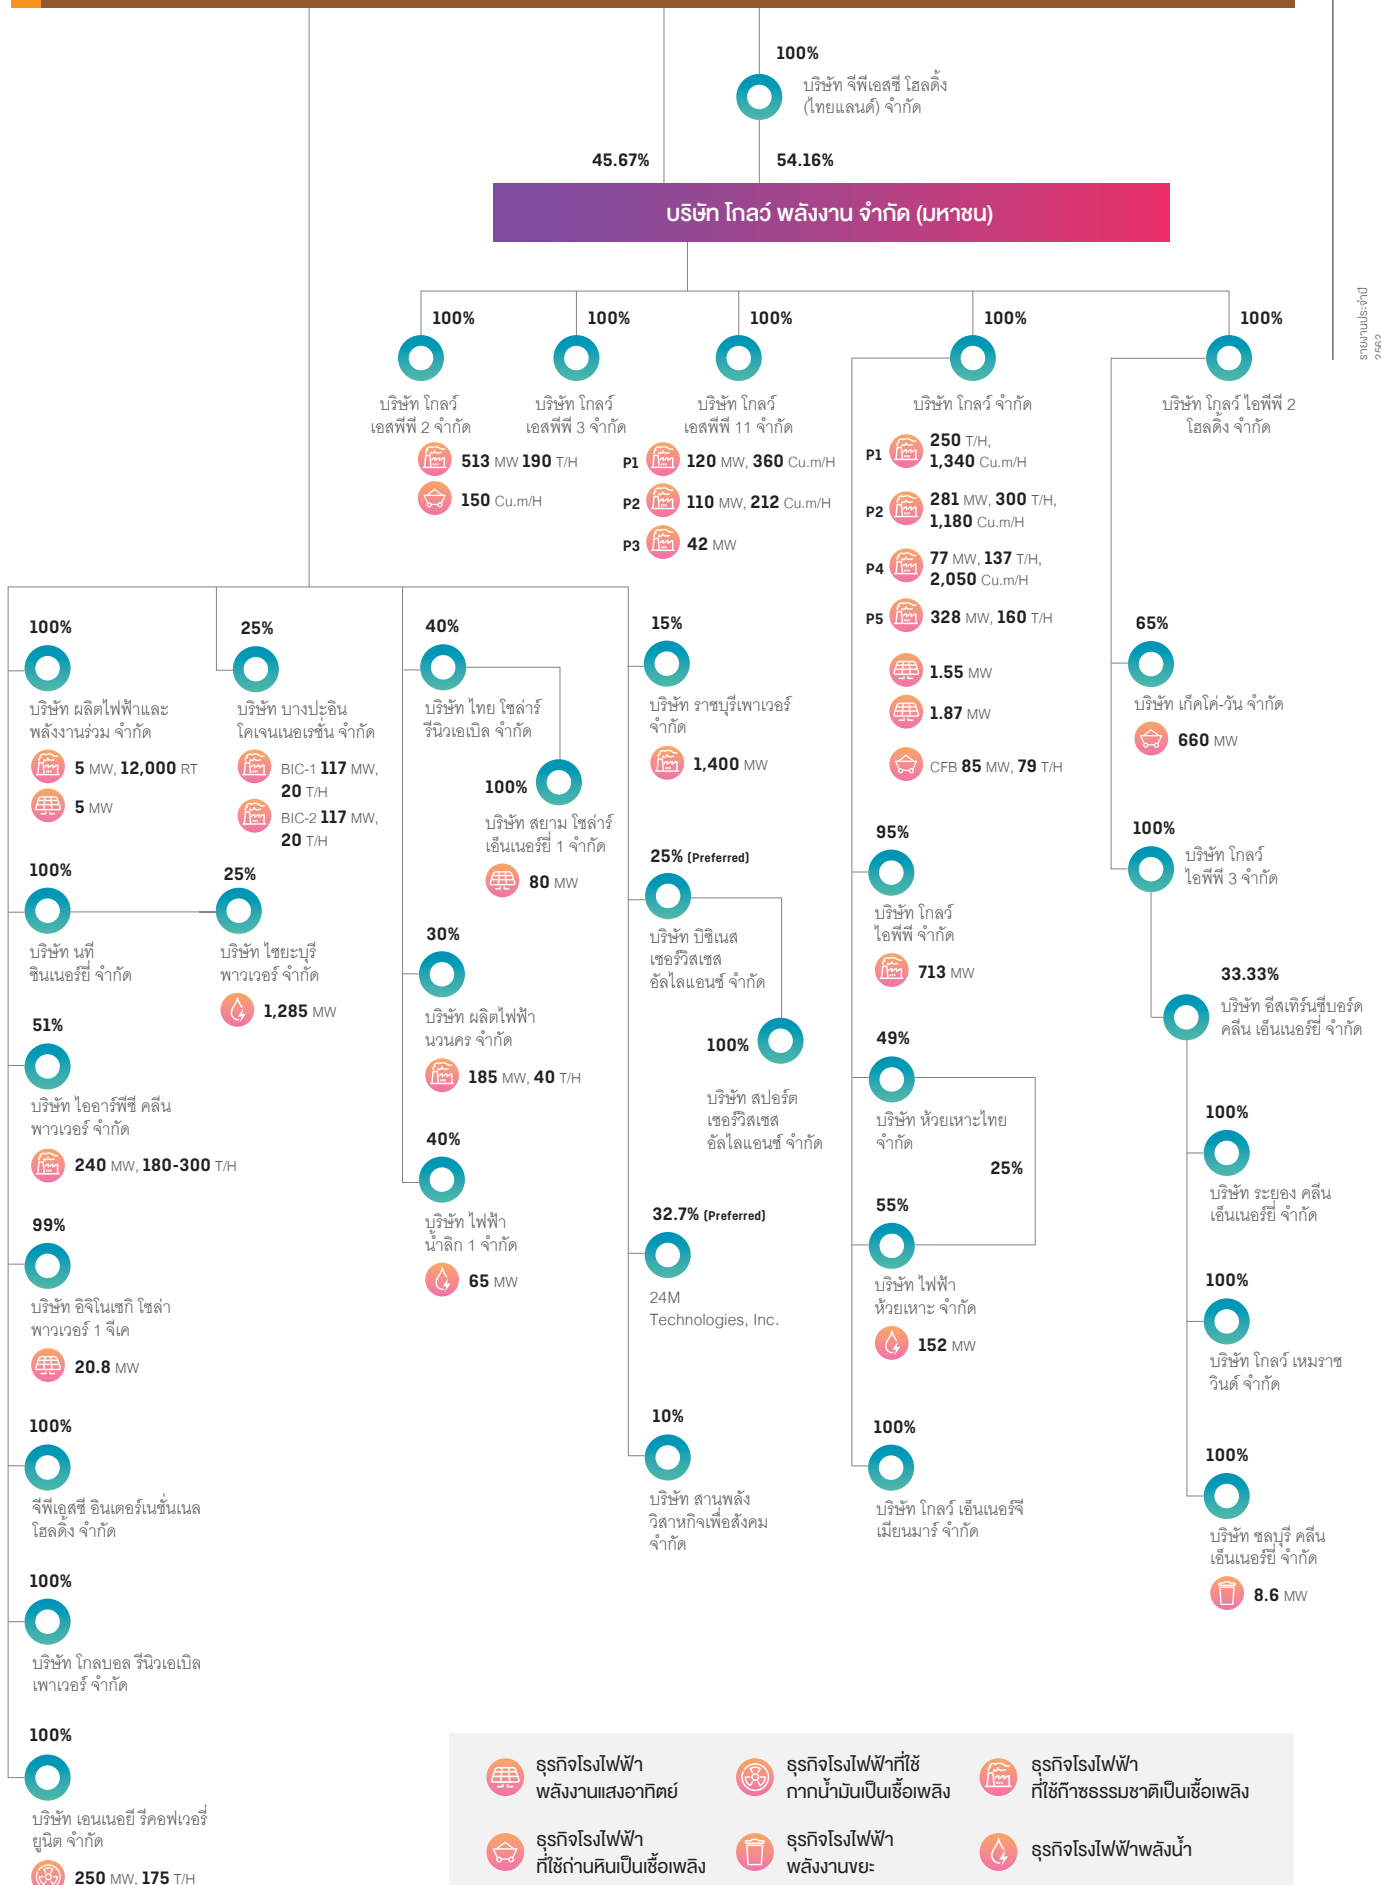 100%
บริษัท จีพีเอสซี โฮลดิ้ง
(ไทยแลนด์) จำกัด
45.67%
54.16%
บริษัท โกลว์ พลังงาน จำกัด (มหาชน)
รายงานประจำปี
2562
100%
บริษัท โกลว์
เอสพีพี 2 จำกัด
513 MW 190 T/H
150 Cu.m/H
100%
บริษัท โกลว์
เอสพีพี 3 จำกัด
100%
บริษัท โกลว์
เอสพีพี 11 จำกัด
P1 120 MW, 360 Cu.m/H
P2 110 MW, 212 Cu.m/H
P3 42 MW
100%
บริษัท โกลว์ จำกัด
P1 250 T/H,
1,340 Cu.m/H
P2 281 MW, 300 T/H,
1,180 Cu.m/H
P4 77 MW, 137 T/H,
2,050 Cu.m/H
P5 328 MW, 160 T/H
1.55 MW
1.87 MW
CFB 85 MW, 79 T/H
100%
บริษัท โกลว์ ไอพีพี 2
โฮลดิ้ง จำกัด
100%
บริษัท ผลิตไฟฟ้าและ
พลังงานร่วม จำกัด
5 MW, 12,000 RT
5 MW
25%
บริษัท บางปะอิน
โคเจนเนอเรชั่น จำกัด
BIC-1 117 MW,
20 T/H
BIC-2 117 MW,
20 T/H
100%
บริษัท นที
ซินเนอร์ยี่ จำกัด
25%
บริษัท ไซยะบุรี
พาวเวอร์ จำกัด
1,285 MW
51%
บริษัท ไออาร์พีซี คลีน
พาวเวอร์ จำกัด
240 MW, 180-300 T/H
99%
บริษัท อิจิโนเซกิ โซล่า
พาวเวอร์ 1 จีเค
20.8 MW
100%
จีพีเอสซี อินเตอร์เนชั่นเนล
โฮลดิ้ง จำกัด
100%
บริษัท โกลบอล รีนิวเอเบิล
เพาเวอร์ จำกัด
100%
บริษัท เอนเนอยี รีคอฟเวอรี่
ยูนิต จำกัด
250 MW, 175 T/H
40%
บริษัท ไทย โซล่าร์
รีนิวเอเบิล จำกัด
100%
บริษัท สยาม โซล่าร์
เอ็นเนอร์ยี่ 1 จำกัด
80 MW
30%
บริษัท ผลิตไฟฟ้า
นวนคร จำกัด
185 MW, 40 T/H
40%
บริษัท ไฟฟ้า
น้ำลิก 1 จำกัด
65 MW
15%
บริษัท ราชบุรีเพาเวอร์
จำกัด
1,400 MW
25% (Preferred)
บริษัท บิซิเนส
เซอร์วิสเซส
อัลไลแอนซ์ จำกัด
100%
บริษัท สปอร์ต
เซอร์วิสเซส
อัลไลแอนซ์ จำกัด
32.7% (Preferred)
24M
Technologies, Inc.
10%
บริษัท สานพลัง
วิสาหกิจเพื่อสังคม
จำกัด
95%
บริษัท โกลว์
ไอพีพี จำกัด
713 MW
49%
บริษัท ห้วยเหาะไทย
จำกัด
25%
55%
บริษัท ไฟฟ้า
ห้วยเหาะ จำกัด
152 MW
100%
บริษัท โกลว์ เอ็นเนอร์จี
เมียนมาร์ จำกัด
65%
บริษัท เก็คโค่-วัน จำกัด
660 MW
100%
บริษัท โกลว์
ไอพีพี 3 จำกัด
33.33%
บริษัท อีสเทิร์นซีบอร์ด
คลีน เอ็นเนอร์ยี่ จำกัด
100%
บริษัท ระยอง คลีน
เอ็นเนอร์ยี่ จำกัด
100%
บริษัท โกลว์ เหมราช
วินด์ จำกัด
100%
บริษัท ชลบุรี คลีน
เอ็นเนอร์ยี่ จำกัด
8.6 MW
ธุรกิจโรงไฟฟ้า
พลังงานแสงอาทิตย์
ธุรกิจโรงไฟฟ้าที่ใช้
กากน้ำมันเป็นเชื้อเพลิง
ธุรกิจโรงไฟฟ้า
ที่ใช้ก๊าซธรรมชาติเป็นเชื้อเพลิง
ธุรกิจโรงไฟฟ้า
ที่ใช้ถ่านหินเป็นเชื้อเพลิง
ธุรกิจโรงไฟฟ้า
พลังงานขยะ
ธุรกิจโรงไฟฟ้าพลังน้ำ